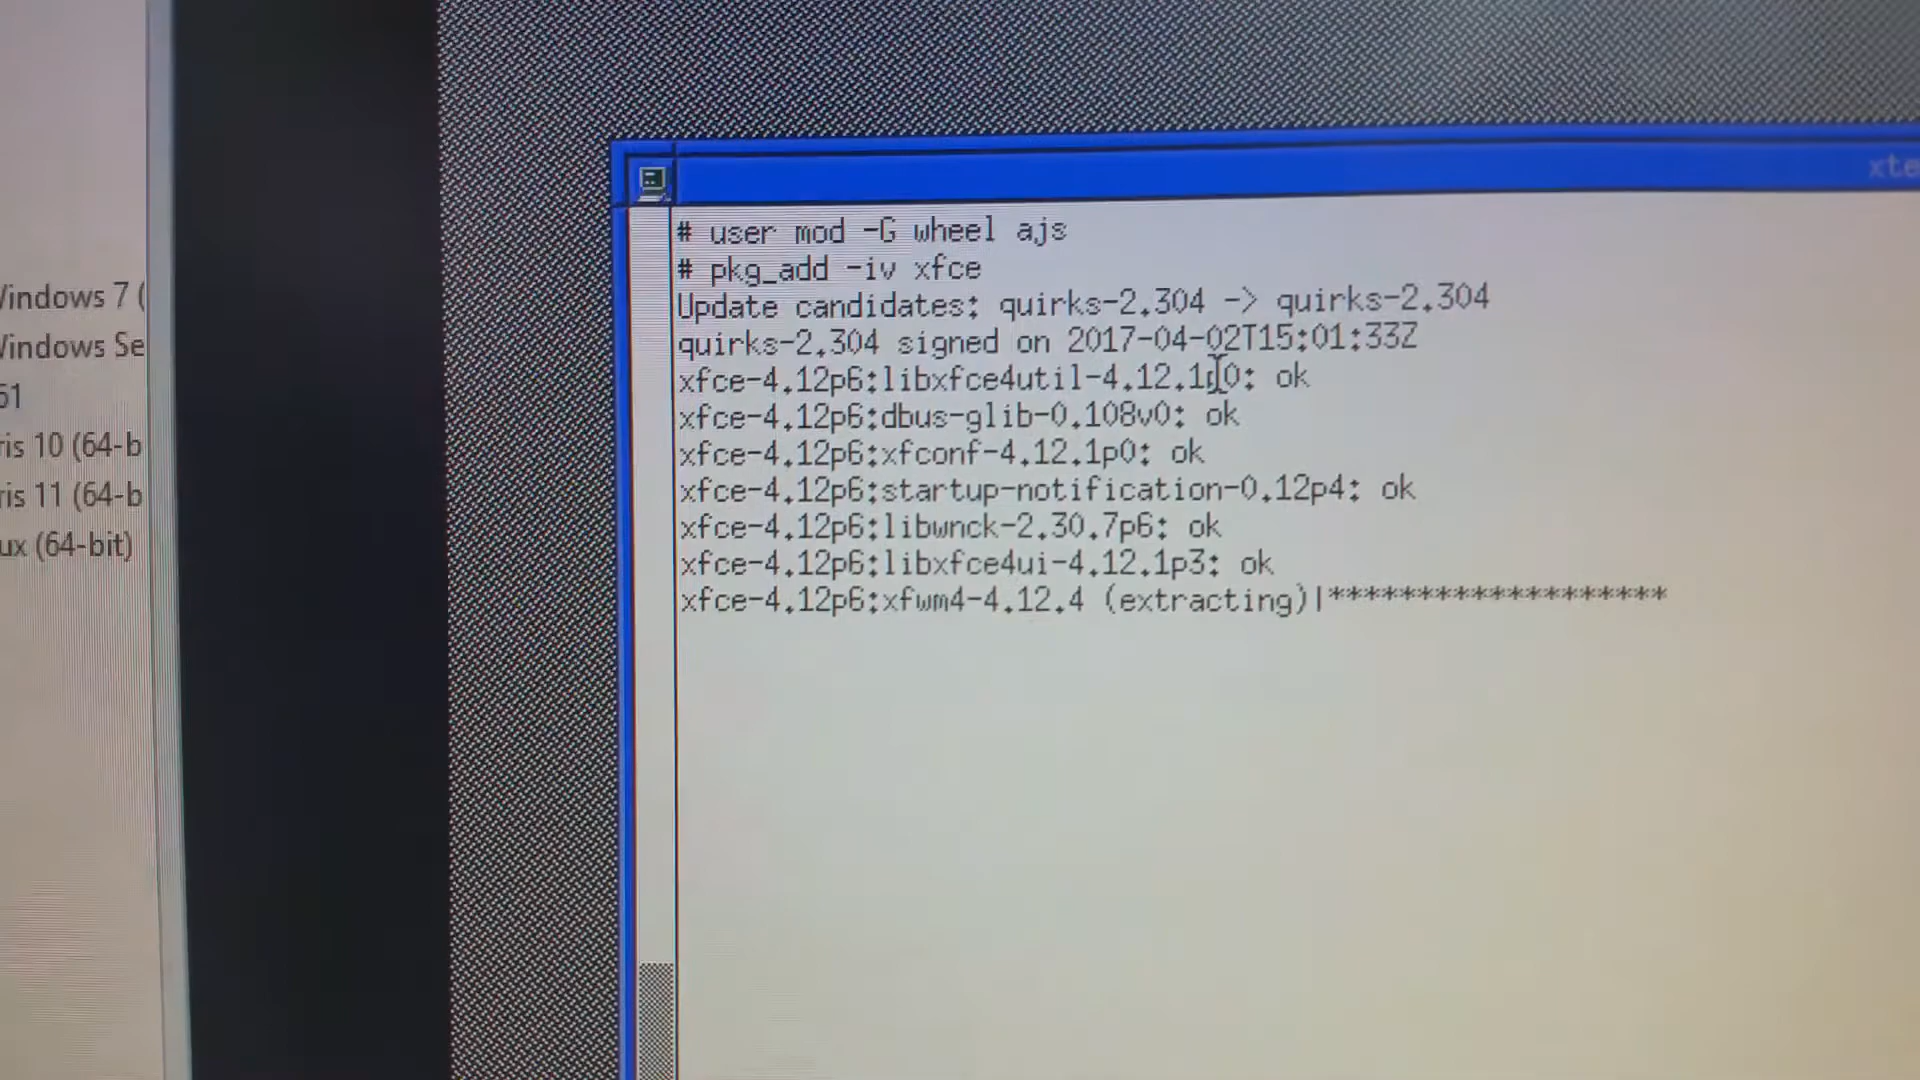 Windows 7 (
Windows Se
51
ris 10 (64-b
ris 11 (64-b
ux (64-bit)
xte
# user mod -G wheel ajs
# pkg_add -iv xfce
Update candidates: quirks-2.304 -> quirks-2.304
quirks-2.304 signed on 2017-04-02T15:01:33Z
xfce-4.12p6:libxfce4util-4.12.1p0: ok
xfce-4.12p6:dbus-glib-0.108v0: ok
xfce-4.12p6:xfconf-4.12.1p0: ok
xfce-4.12p6:startup-notification-0.12p4: ok
xfce-4.12p6:libwnck-2.30.7p6: ok
xfce-4.12p6:libxfce4ui-4.12.1p3: ok
xfce-4.12p6:xfwm4-4.12.4 (extracting)|********************